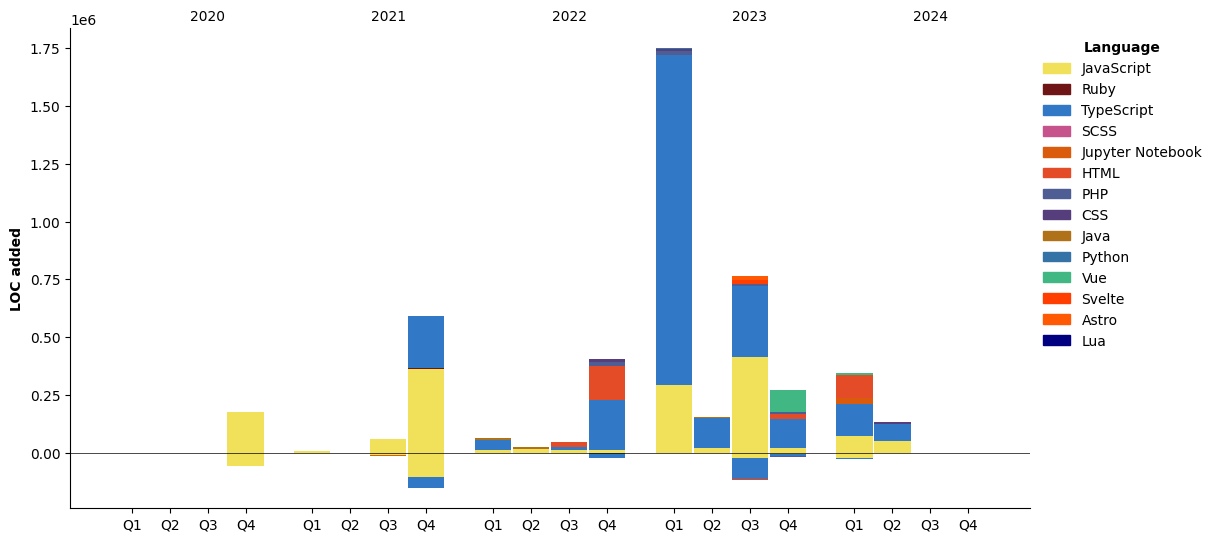 1e6
2020 2021 2022 2023 2024
1.75
1.50
1.25
1.00
0.75
0.50
0.25
0.00
LOC added
Q1 Q2 Q3 Q4 Q1 Q2 Q3 Q4 Q1 Q2 Q3 Q4 Q1 Q2 Q3 Q4 Q1 Q2 Q3 Q4
Language
JavaScript
Ruby
TypeScript
SCSS
Jupyter Notebook
HTML
PHP
CSS
Java
Python
Vue
Svelte
Astro
Lua